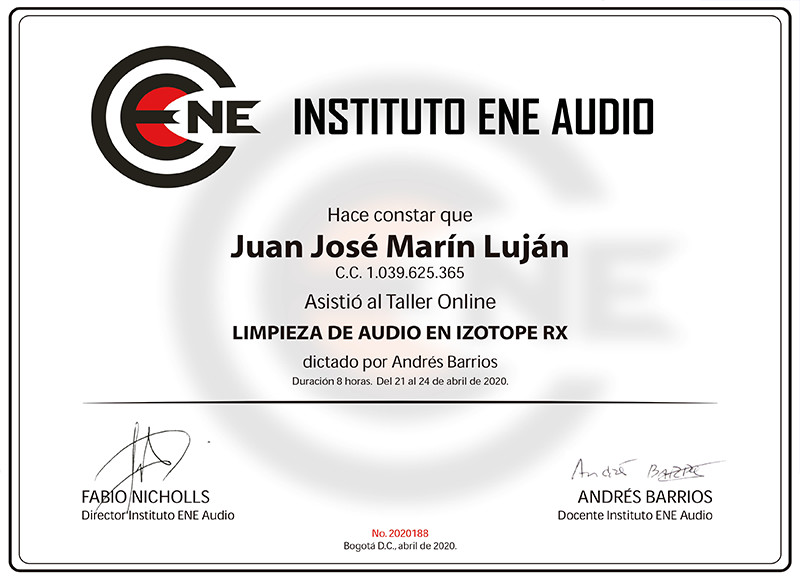 ENE INSTITUTO ENE AUDIO
Hace constar que
Juan José Marín Luján
C.C. 1.039.625.365
Asistió al Taller Online
LIMPIEZA DE AUDIO EN IZOTOPE RX
dictado por Andrés Barrios
Duración 8 horas. Del 21 al 24 de abril de 2020.
André BARRI
FABIO NICHOLLS
Director Instituto ENE Audio
ANDRÉS BARRIOS
Docente Instituto ENE Audio
No. 2020188
Bogotá D.C., abril de 2020.